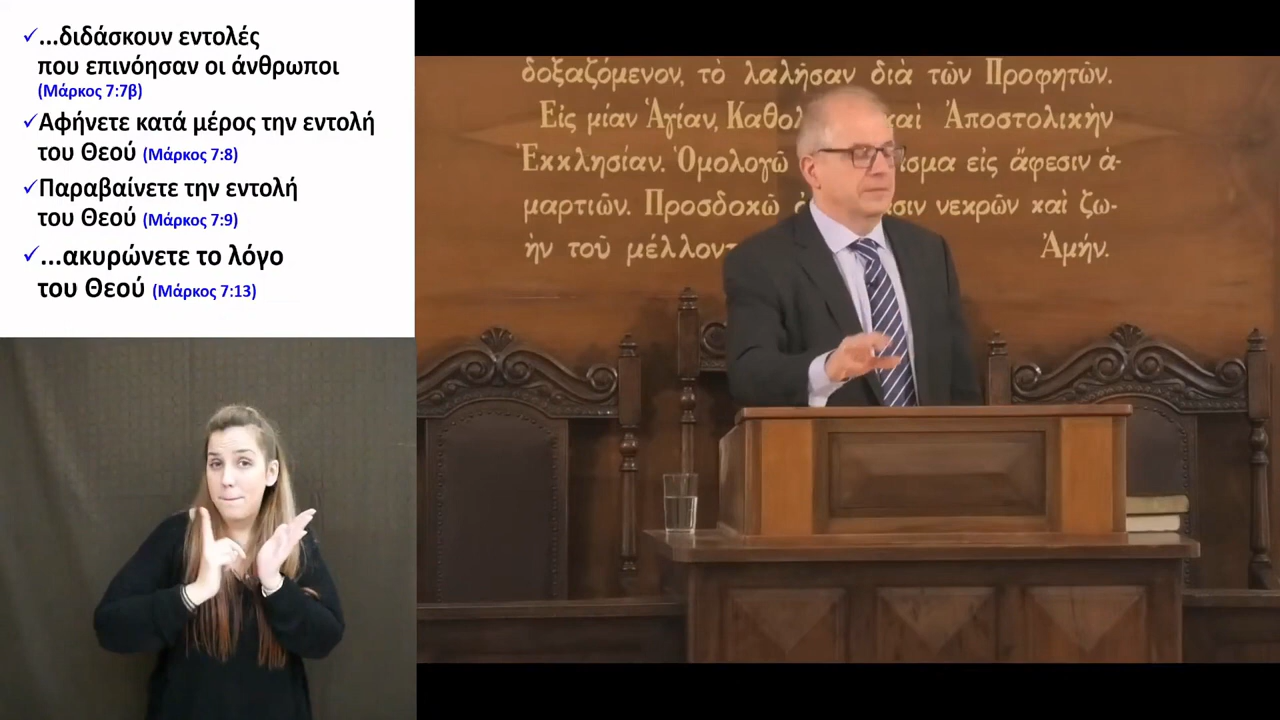 ...διδάσκουν εντολές
που επινόησαν οι άνθρωποι
(Μάρκος 7:7β)
Αφήνετε κατά μέρος την εντολή
του Θεού (Μάρκος 7:8)
Παραβαίνετε την εντολή
του Θεού (Μάρκος 7:9)
...ακυρώνετε το λόγο
του Θεού (Μάρκος 7:13)
δοξαζόμενον, τὸ λαλῆσαν διὰ τῶν Προφητῶν.
Εἰς μίαν Ἁγίαν, Καθολ καὶ Ἀποστολικὴν
Ἐκκλησίαν. Ὁμολογῶ ισμα εἰς ἄφεσιν ἁ-
μαρτιῶν. Προσδοκῶ σιν νεκρῶν καὶ ζω-
ὴν τοῦ μέλλοντ Ἀμήν.